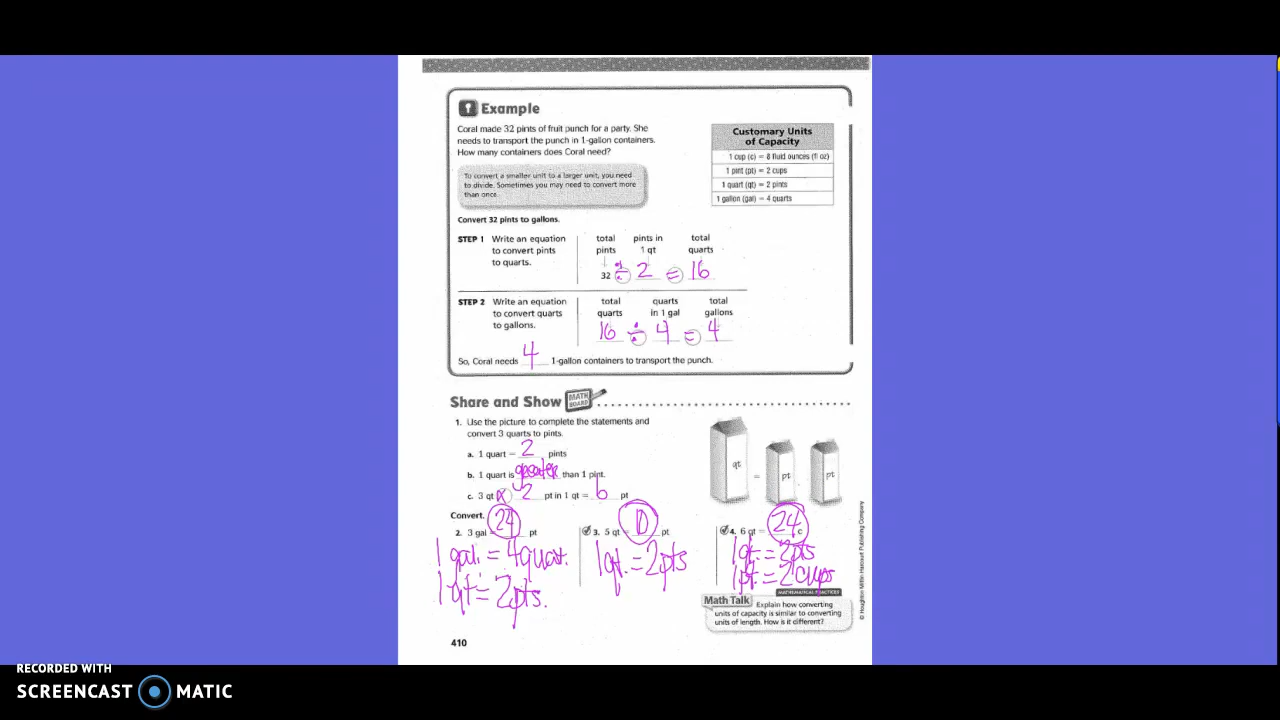 Example
Coral made 32 pints of fruit punch for a party. She
needs to transport the punch in 1-gallon containers.
How many containers does Coral need?
To convert a smaller unit to a larger unit, you need
to divide. Sometimes you may need to convert more
than once.
Customary Units
of Capacity
1 cup (c) = 8 fluid ounces (fl oz)
1 pint (pt) = 2 cups
1 quart (qt) = 2 pints
1 gallon (gal) = 4 quarts
Convert 32 pints to gallons.
STEP 1 Write an equation
to convert pints
to quarts.
total pints in total
pints 1 qt quarts
32 ÷ 2 = 16
STEP 2 Write an equation
to convert quarts
to gallons.
total quarts total
quarts in 1 gal gallons
16 ÷ 4 = 4
So, Coral needs 4 1-gallon containers to transport the punch.
Share and Show MATH BOARD
1. Use the picture to complete the statements and
convert 3 quarts to pints.
a. 1 quart = 2 pints
b. 1 quart is greater than 1 pint.
c. 3 qt x 2 pt in 1 qt = 6 pt
qt = pt pt
Convert.
2. 3 gal = 24 pt
1 gal. = 4 quat.
1 qt = 2 pts.
3. 5 qt = 10 pt
1 qt. = 2 pts
4. 6 qt = 24 c
1 qt. = 2 pts
1 pt. = 2 cups
Math Talk MATHEMATICAL PRACTICES
Explain how converting
units of capacity is similar to converting
units of length. How is it different?
© Houghton Mifflin Harcourt Publishing Company
410
RECORDED WITH
SCREENCAST MATIC